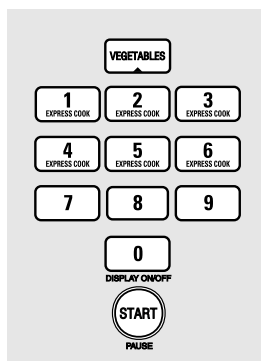 VEGETABLES
1 2 3
EXPRESS COOK EXPRESS COOK EXPRESS COOK
4 5 6
EXPRESS COOK EXPRESS COOK EXPRESS COOK
7 8 9
0
DISPLAY ON/OFF
START
PAUSE